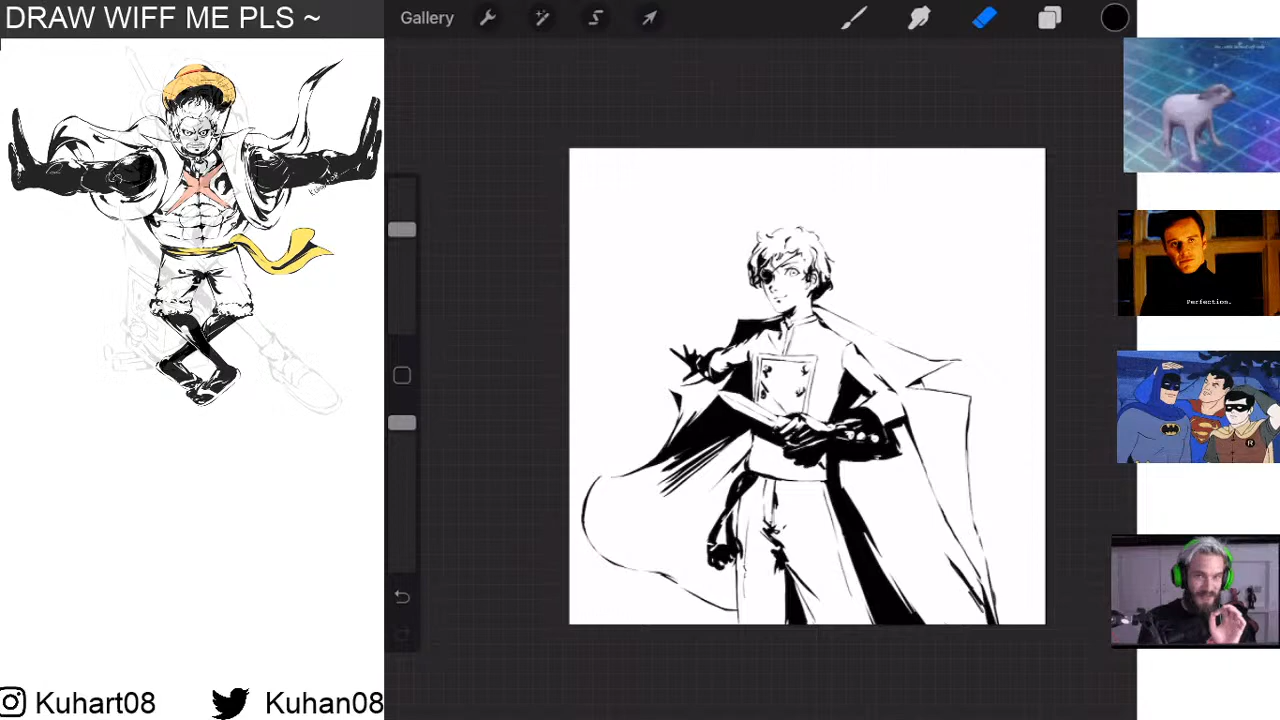 DRAW WIFF ME PLS ~
Gallery
Perfection.
Kuhart08
Kuhan08